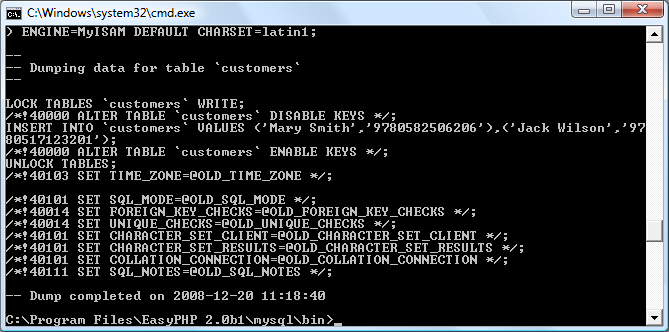 C:\Windows\system32\cmd.exe
) ENGINE=MyISAM DEFAULT CHARSET=latin1;
--
-- Dumping data for table `customers`
--
LOCK TABLES `customers` WRITE;
/*!40000 ALTER TABLE `customers` DISABLE KEYS */;
INSERT INTO `customers` VALUES ('Mary Smith','9780582506206'),('Jack Wilson','97
80517123201');
/*!40000 ALTER TABLE `customers` ENABLE KEYS */;
UNLOCK TABLES;
/*!40103 SET TIME_ZONE=@OLD_TIME_ZONE */;
/*!40101 SET SQL_MODE=@OLD_SQL_MODE */;
/*!40014 SET FOREIGN_KEY_CHECKS=@OLD_FOREIGN_KEY_CHECKS */;
/*!40014 SET UNIQUE_CHECKS=@OLD_UNIQUE_CHECKS */;
/*!40101 SET CHARACTER_SET_CLIENT=@OLD_CHARACTER_SET_CLIENT */;
/*!40101 SET CHARACTER_SET_RESULTS=@OLD_CHARACTER_SET_RESULTS */;
/*!40101 SET COLLATION_CONNECTION=@OLD_COLLATION_CONNECTION */;
/*!40111 SET SQL_NOTES=@OLD_SQL_NOTES */;
-- Dump completed on 2008-12-20 11:18:40
C:\Program Files\EasyPHP 2.0b1\mysql\bin>_